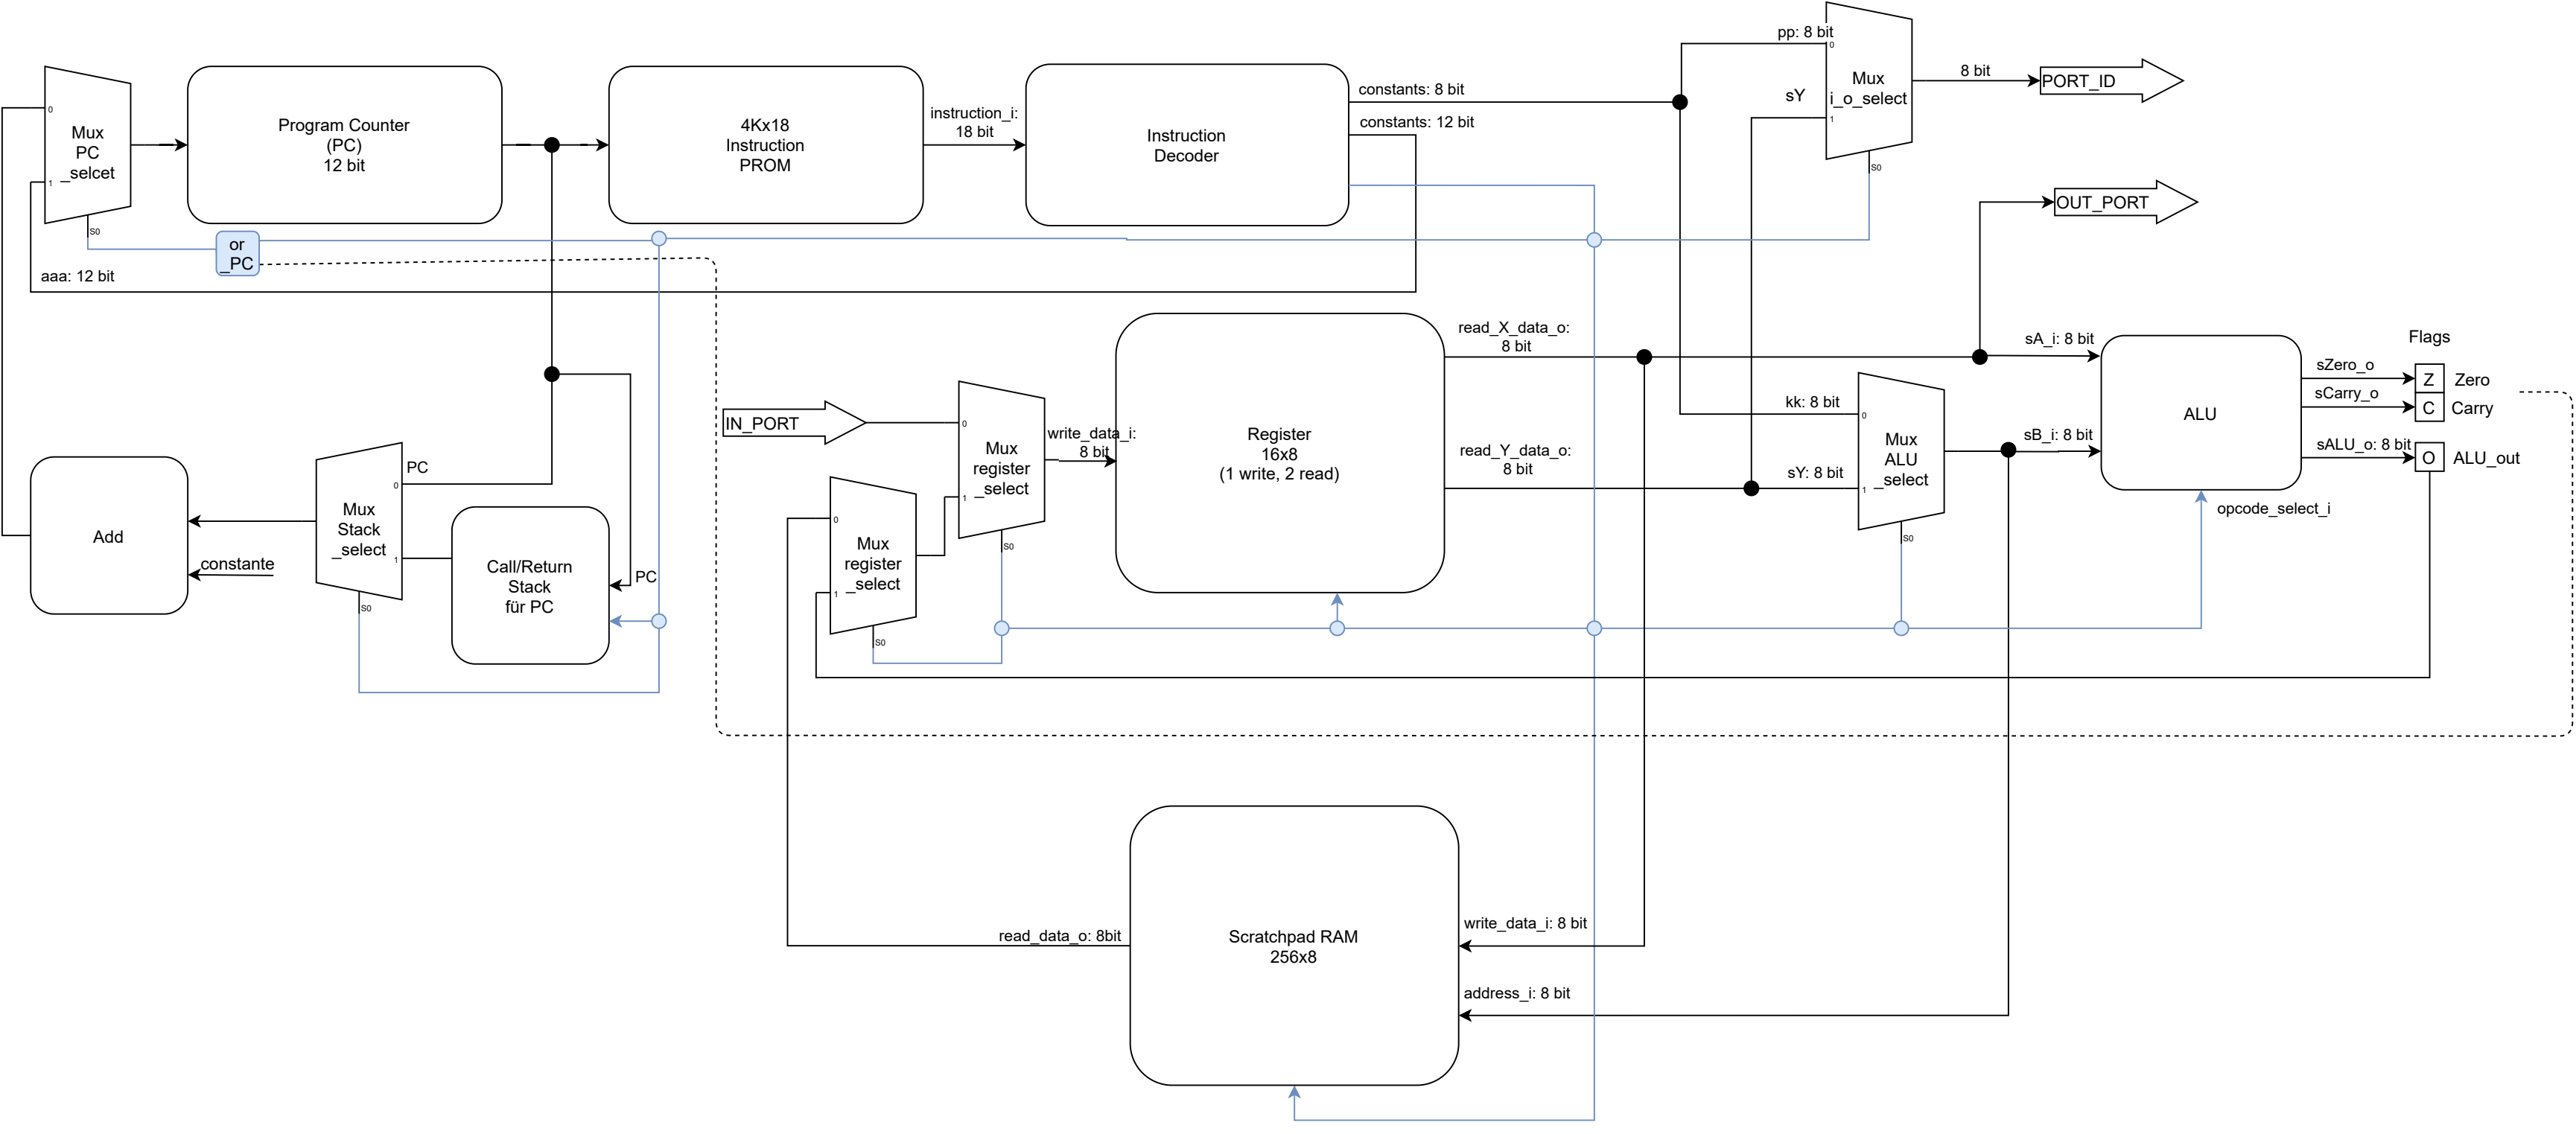 pp: 8 bit
0
Mux
i_o_select
sY
1
S0
8 bit
PORT_ID
OUT_PORT
0
Mux
PC
_selcet
1
S0
Program Counter
(PC)
12 bit
4Kx18
Instruction
PROM
instruction_i:
18 bit
Instruction
Decoder
constants: 8 bit
constants: 12 bit
or
_PC
aaa: 12 bit
read_X_data_o:
8 bit
sA_i: 8 bit
Flags
sZero_o
Z
Zero
sCarry_o
C
Carry
ALU
sALU_o: 8 bit
O
ALU_out
opcode_select_i
IN_PORT
0
Mux
register
_select
1
S0
write_data_i:
8 bit
Register
16x8
(1 write, 2 read)
read_Y_data_o:
8 bit
kk: 8 bit
0
Mux
ALU
_select
sY: 8 bit
1
S0
sB_i: 8 bit
PC
0
Mux
Stack
_select
1
S0
Add
constante
Call/Return
Stack
für PC
PC
0
Mux
register
_select
1
S0
read_data_o: 8bit
Scratchpad RAM
256x8
write_data_i: 8 bit
address_i: 8 bit